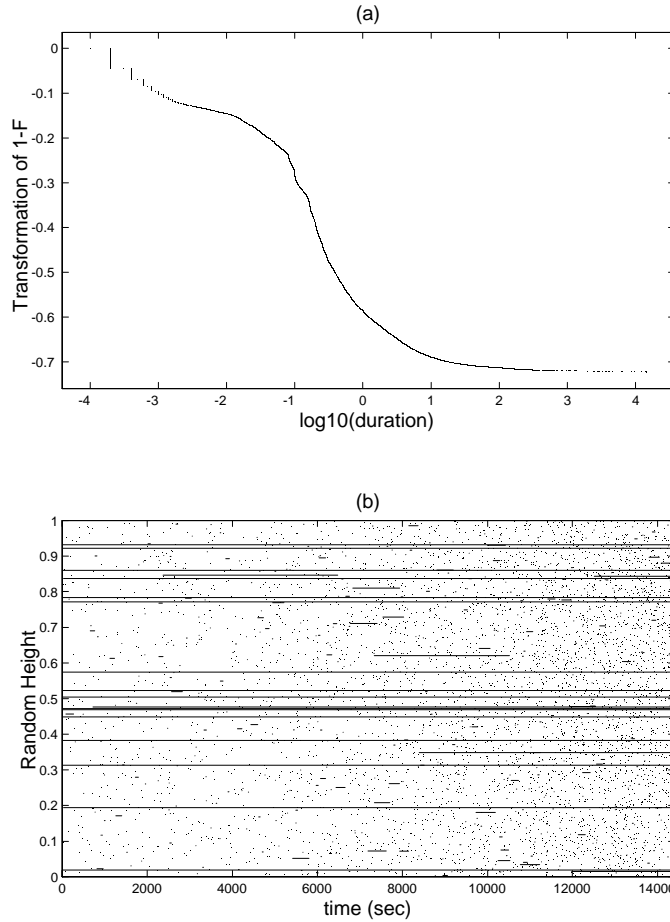 (a)
0
-0.1
-0.2
-0.3
-0.4
-0.5
-0.6
-0.7
Transformation of 1-F
-4 -3 -2 -1 0 1 2 3 4
log10(duration)
(b)
1
0.9
0.8
0.7
0.6
0.5
0.4
0.3
0.2
0.1
0
Random Height
0 2000 4000 6000 8000 10000 12000 14000
time (sec)